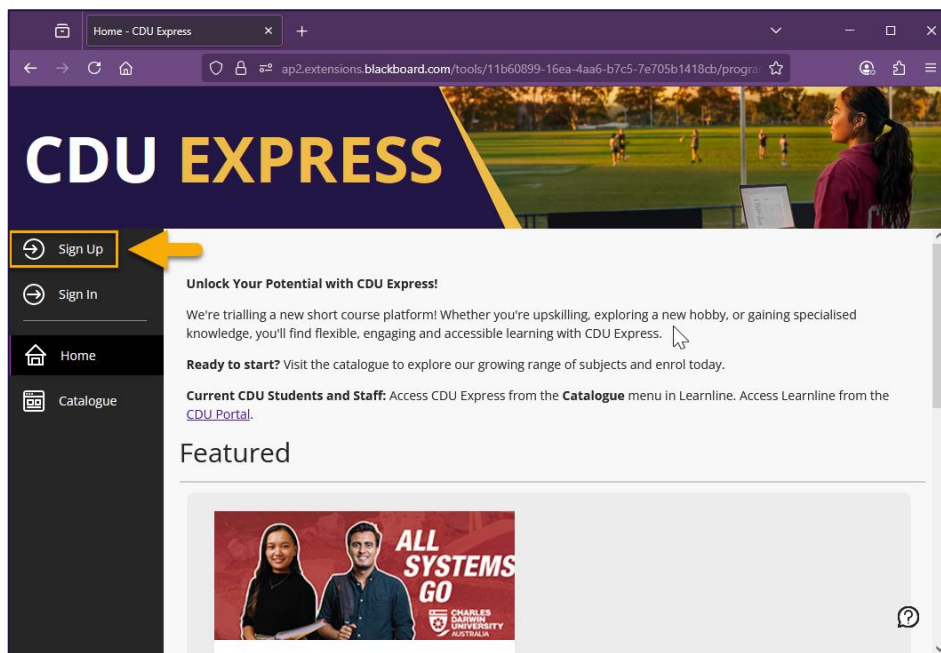 Home - CDU Express
ap2.extensions.blackboard.com/tools/11b60899-16ea-4aa6-b7c5-7e705b1418cb/program
CDU EXPRESS
Sign Up
Sign In
Home
Catalogue
Unlock Your Potential with CDU Express!
We're trialling a new short course platform! Whether you're upskilling, exploring a new hobby, or gaining specialised
knowledge, you'll find flexible, engaging and accessible learning with CDU Express.
Ready to start? Visit the catalogue to explore our growing range of subjects and enrol today.
Current CDU Students and Staff: Access CDU Express from the Catalogue menu in Learnline. Access Learnline from the
CDU Portal.
Featured
ALL
SYSTEMS
GO
CHARLES
DARWIN
UNIVERSITY
AUSTRALIA